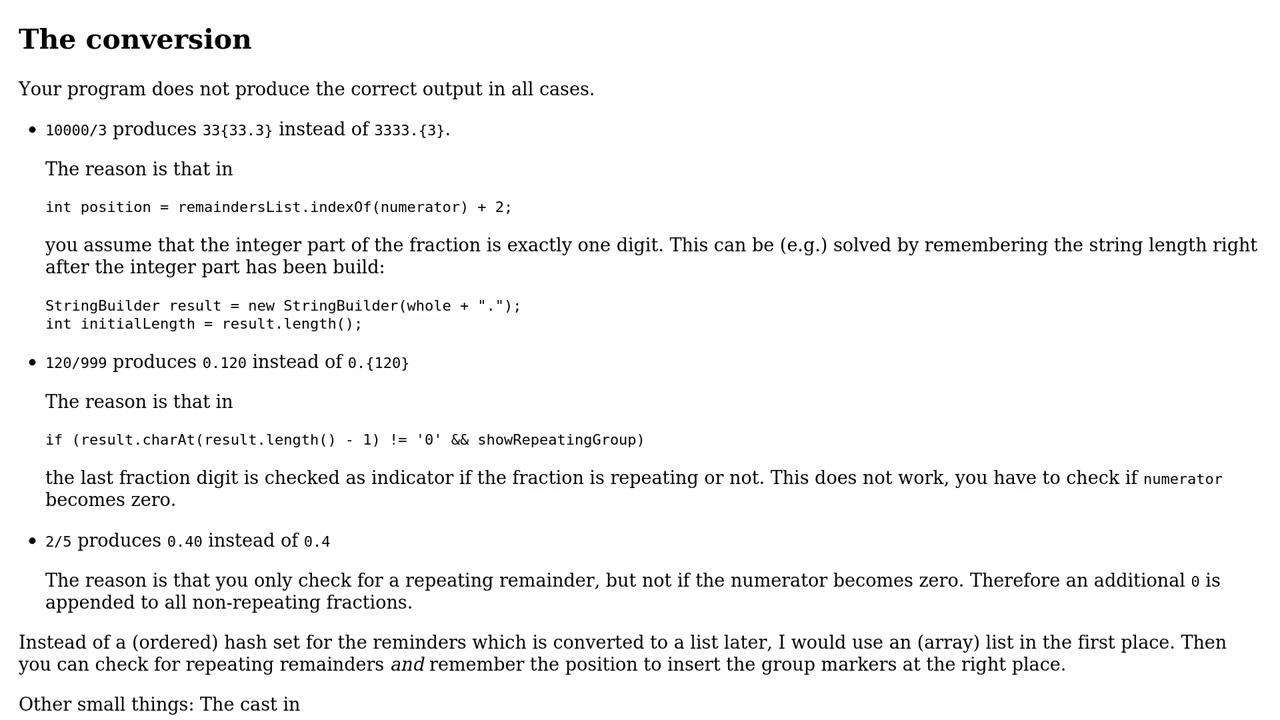 The conversion
Your program does not produce the correct output in all cases.
• 10000/3 produces 33{33.3} instead of 3333.{3}.
The reason is that in
int position = remaindersList.indexOf(numerator) + 2;
you assume that the integer part of the fraction is exactly one digit. This can be (e.g.) solved by remembering the string length right
after the integer part has been build:
StringBuilder result = new StringBuilder(whole + ".");
int initialLength = result.length();
• 120/999 produces 0.120 instead of 0.{120}
The reason is that in
if (result.charAt(result.length() - 1) != '0' && showRepeatingGroup)
the last fraction digit is checked as indicator if the fraction is repeating or not. This does not work, you have to check if numerator
becomes zero.
• 2/5 produces 0.40 instead of 0.4
The reason is that you only check for a repeating remainder, but not if the numerator becomes zero. Therefore an additional 0 is
appended to all non-repeating fractions.
Instead of a (ordered) hash set for the reminders which is converted to a list later, I would use an (array) list in the first place. Then
you can check for repeating remainders and remember the position to insert the group markers at the right place.
Other small things: The cast in